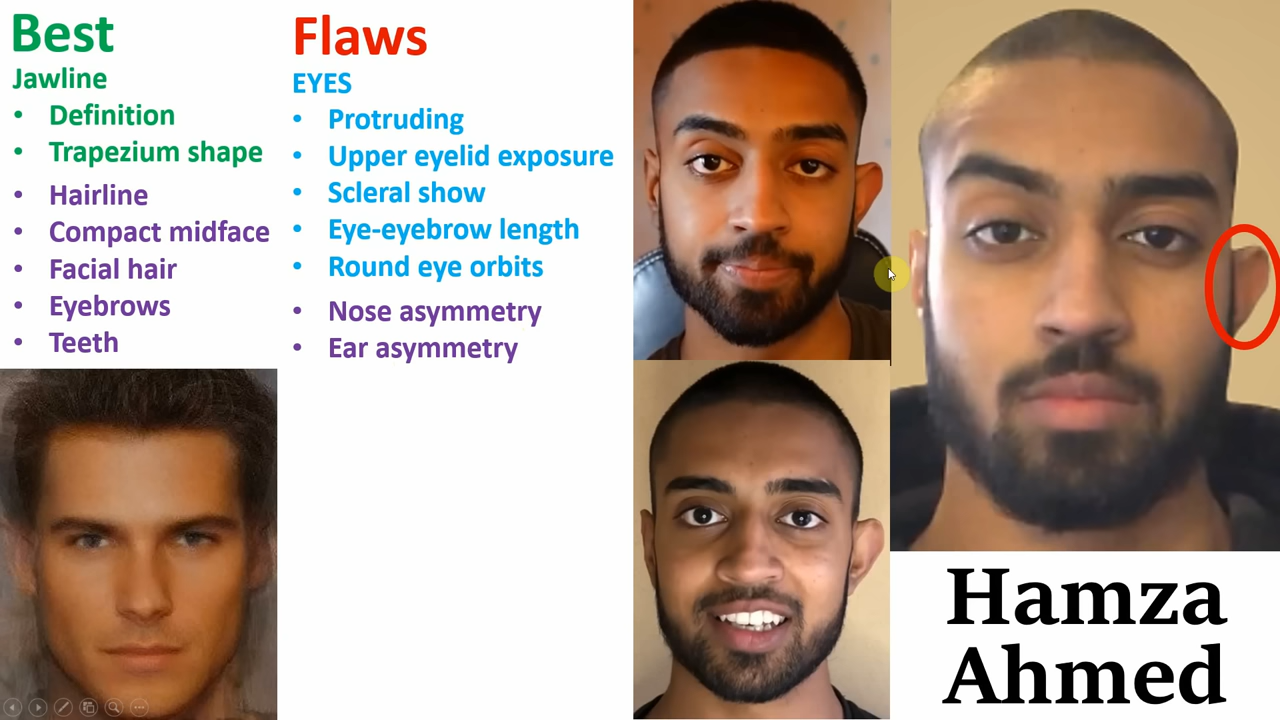 Best
Jawline
• Definition
• Trapezium shape
• Hairline
• Compact midface
• Facial hair
• Eyebrows
• Teeth
Flaws
EYES
• Protruding
• Upper eyelid exposure
• Scleral show
• Eye-eyebrow length
• Round eye orbits
• Nose asymmetry
• Ear asymmetry
Hamza
Ahmed